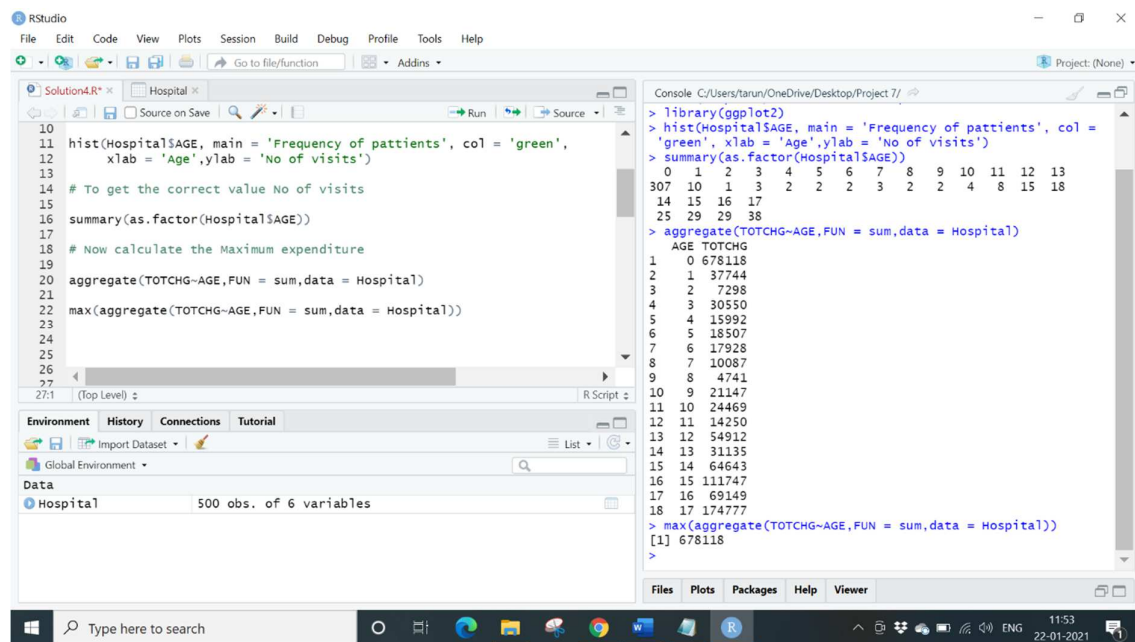 RStudio
File Edit Code View Plots Session Build Debug Profile Tools Help
Go to file/function Addins Project: (None)
Solution4.R* Hospital
Source on Save Run Source
10
11 hist(Hospital$AGE, main = 'Frequency of pattients', col = 'green',
12 xlab = 'Age',ylab = 'No of visits')
13
14 # To get the correct value No of visits
15
16 summary(as.factor(Hospital$AGE))
17
18 # Now calculate the Maximum expenditure
19
20 aggregate(TOTCHG~AGE,FUN = sum,data = Hospital)
21
22 max(aggregate(TOTCHG~AGE,FUN = sum,data = Hospital))
23
24
25
26
27
27:1 (Top Level) R Script
Environment History Connections Tutorial
Import Dataset List
Global Environment
Data
Hospital 500 obs. of 6 variables
Console C:/Users/tarun/OneDrive/Desktop/Project 7/
> library(ggplot2)
> hist(Hospital$AGE, main = 'Frequency of pattients', col =
'green', xlab = 'Age',ylab = 'No of visits')
> summary(as.factor(Hospital$AGE))
0 1 2 3 4 5 6 7 8 9 10 11 12 13
307 10 1 3 2 2 2 3 2 2 4 8 15 18
14 15 16 17
25 29 29 38
> aggregate(TOTCHG~AGE,FUN = sum,data = Hospital)
AGE TOTCHG
1 0 678118
2 1 37744
3 2 7298
4 3 30550
5 4 15992
6 5 18507
7 6 17928
8 7 10087
9 8 4741
10 9 21147
11 10 24469
12 11 14250
13 12 54912
14 13 31135
15 14 64643
16 15 111747
17 16 69149
18 17 174777
> max(aggregate(TOTCHG~AGE,FUN = sum,data = Hospital))
[1] 678118
>
Files Plots Packages Help Viewer
Type here to search
ENG
11:53
22-01-2021